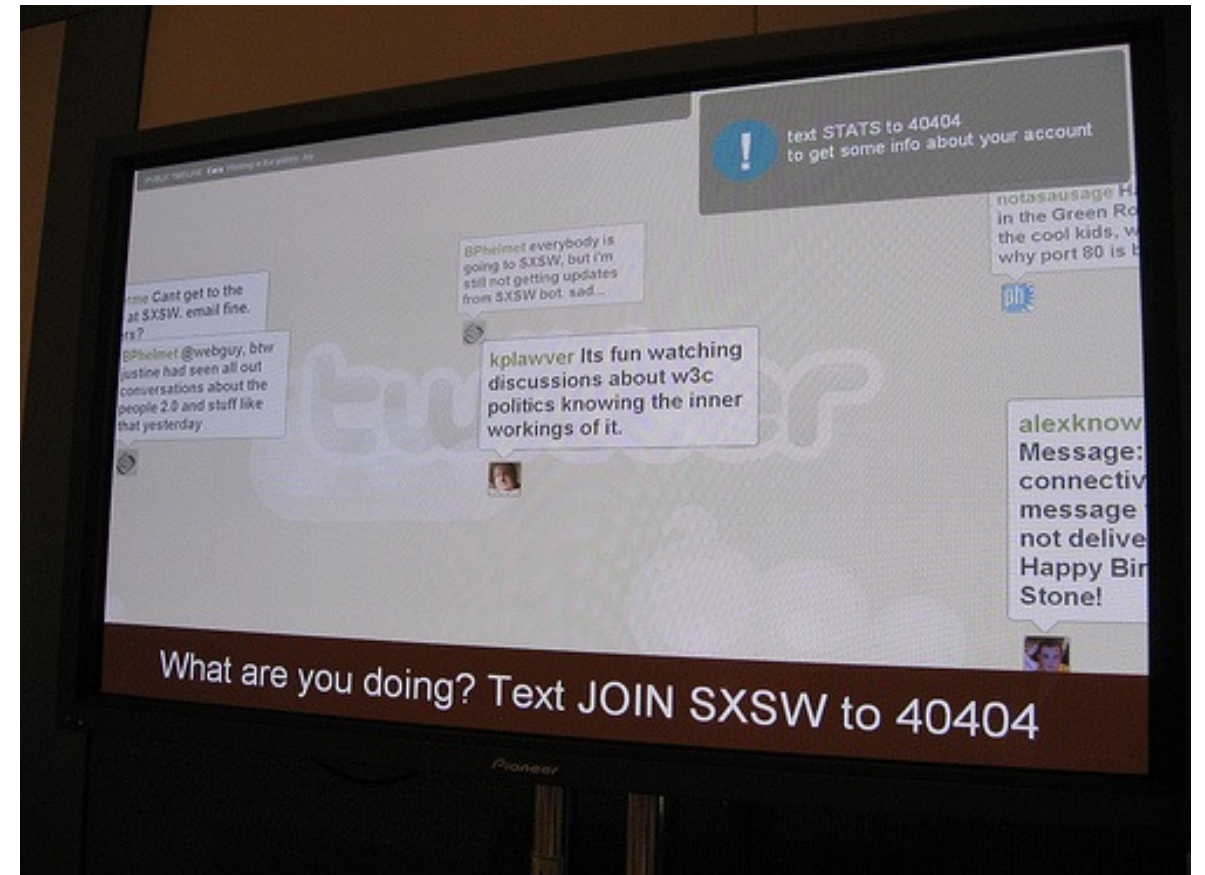 PUBLIC TIMELINE
text STATS to 40404
to get some info about your account
notasausage
in the Green
the cool kids,
why port 80 is
BPhelmet everybody is
going to SXSW, but i'm
still not getting updates
from SXSW bot. sad...
Cant get to the
at SXSW. email fine.
BPhelmet @webguy, btw
justine had seen all out
conversations about the
people 2.0 and stuff like
that yesterday
kplawver Its fun watching
discussions about w3c
politics knowing the inner
workings of it.
ph
twitter
alexknow
Message:
connectiv
message
not delive
Happy Bir
Stone!
What are you doing? Text JOIN SXSW to 40404
Pioneer